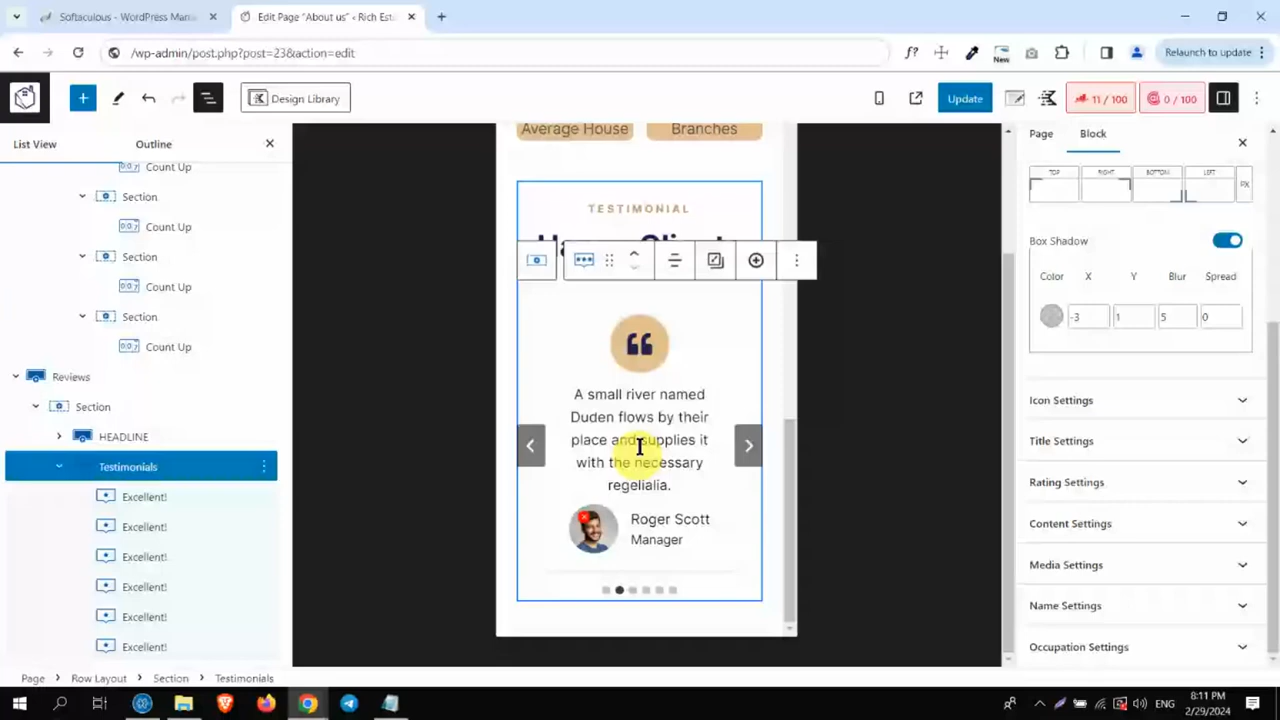 Softaculous - WordPress Mana
Edit Page "About us" ‹ Rich Est
/wp-admin/post.php?post=23&action=edit
f?
New
Relaunch to update
Design Library
Update
11 / 100
0 / 100
List View
Outline
Count Up
Section
Count Up
Section
Count Up
Section
Count Up
Reviews
Section
HEADLINE
Testimonials
Excellent!
Excellent!
Excellent!
Excellent!
Excellent!
Excellent!
Average House
Branches
TESTIMONIAL
A small river named
Duden flows by their
place and supplies it
with the necessary
regelialia.
Roger Scott
Manager
Page
Block
TOP
RIGHT
BOTTOM
LEFT
PX
Box Shadow
Color
X
Y
Blur
Spread
-3
1
5
0
Icon Settings
Title Settings
Rating Settings
Content Settings
Media Settings
Name Settings
Occupation Settings
Page
Row Layout
Section
Testimonials
ENG
8:11 PM
2/29/2024